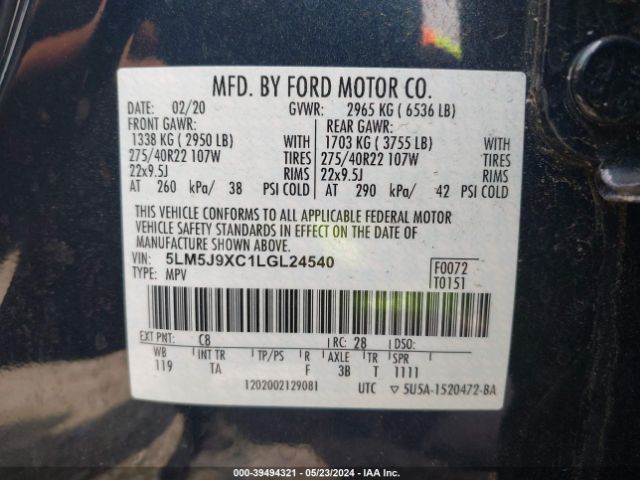 MFD. BY FORD MOTOR CO.
DATE: 02/20 GVWR: 2965 KG ( 6536 LB)
FRONT GAWR: REAR GAWR:
1338 KG ( 2950 LB) WITH 1703 KG ( 3755 LB) WITH
275/40R22 107W TIRES 275/40R22 107W TIRES
22x9.5J RIMS 22x9.5J RIMS
AT 260 kPa/ 38 PSI COLD AT 290 kPa/ 42 PSI COLD
THIS VEHICLE CONFORMS TO ALL APPLICABLE FEDERAL MOTOR
VEHICLE SAFETY STANDARDS IN EFFECT ON THE DATE OF
MANUFACTURE SHOWN ABOVE.
VIN: 5LM5J9XC1LGL24540 F0072
TYPE: MPV T0151
EXT PNT: C8 RC: 28 DSO:
WB INT TR TP/PS R AXLE TR SPR
119 TA F 3B T 1111
1202002129081 UTC ▽ 5U5A-1520472-BA
000-39494321 - 05/23/2024 - IAA Inc.